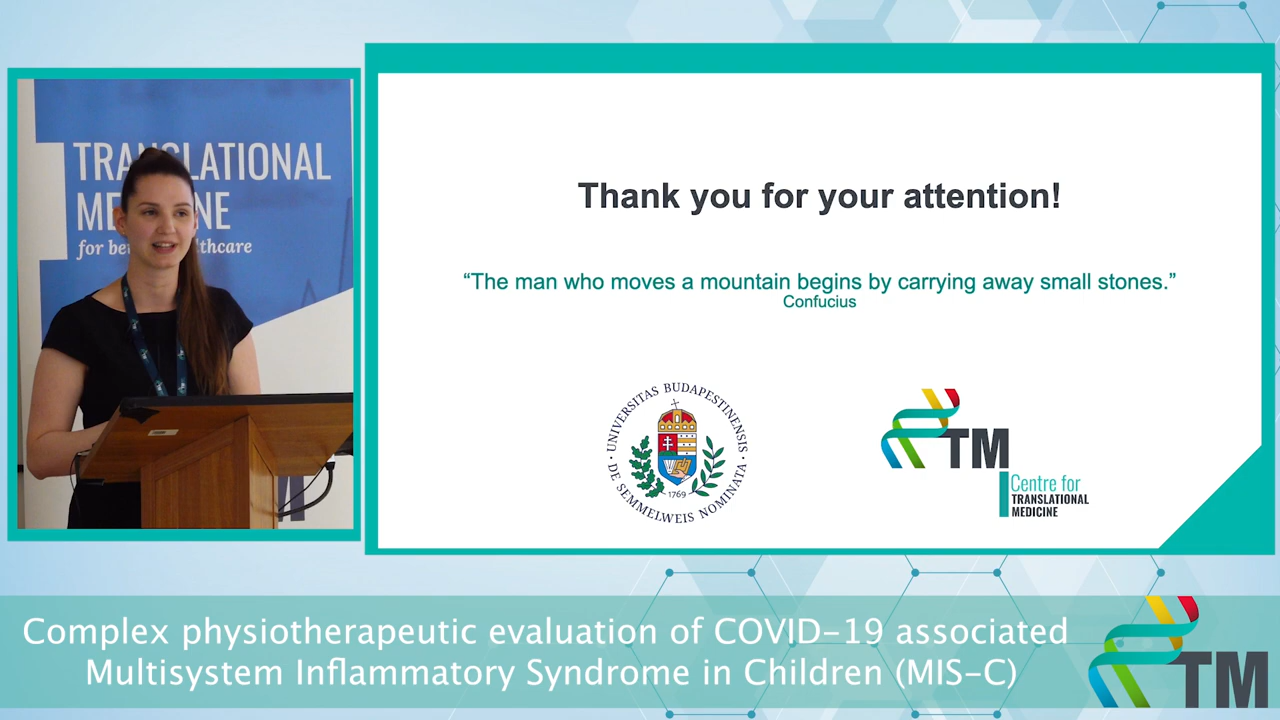 TRANSLATIONAL
MEDICINE
for healthcare
Thank you for your attention!
“The man who moves a mountain begins by carrying away small stones.”
Confucius
· UNIVERSITAS BUDAPESTINENSIS ·
DE SEMMELWEIS NOMINATA
1769
TM
Centre for
TRANSLATIONAL
MEDICINE
Complex physiotherapeutic evaluation of COVID-19 associated
Multisystem Inflammatory Syndrome in Children (MIS-C)
TM